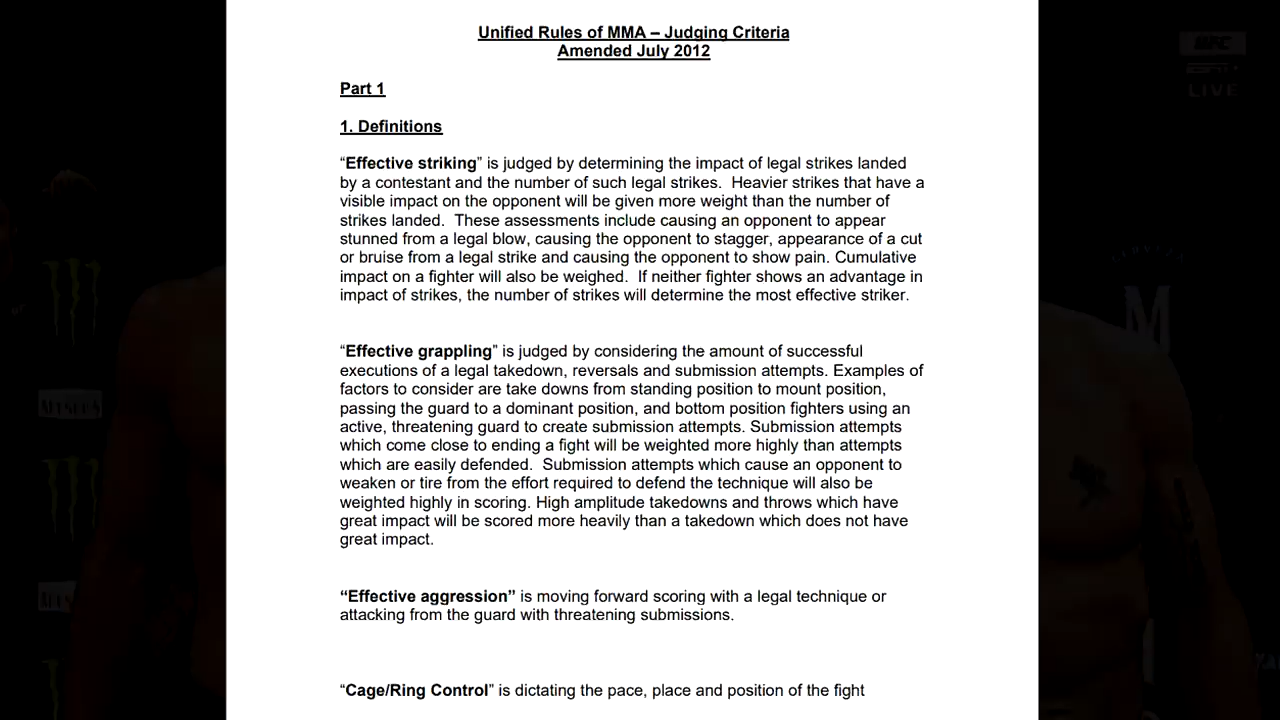 Unified Rules of MMA – Judging Criteria
Amended July 2012
Part 1
1. Definitions
“Effective striking” is judged by determining the impact of legal strikes landed
by a contestant and the number of such legal strikes.  Heavier strikes that have a
visible impact on the opponent will be given more weight than the number of
strikes landed.  These assessments include causing an opponent to appear
stunned from a legal blow, causing the opponent to stagger, appearance of a cut
or bruise from a legal strike and causing the opponent to show pain. Cumulative
impact on a fighter will also be weighed.  If neither fighter shows an advantage in
impact of strikes, the number of strikes will determine the most effective striker.
“Effective grappling” is judged by considering the amount of successful
executions of a legal takedown, reversals and submission attempts. Examples of
factors to consider are take downs from standing position to mount position,
passing the guard to a dominant position, and bottom position fighters using an
active, threatening guard to create submission attempts. Submission attempts
which come close to ending a fight will be weighted more highly than attempts
which are easily defended.  Submission attempts which cause an opponent to
weaken or tire from the effort required to defend the technique will also be
weighted highly in scoring. High amplitude takedowns and throws which have
great impact will be scored more heavily than a takedown which does not have
great impact.
“Effective aggression” is moving forward scoring with a legal technique or
attacking from the guard with threatening submissions.
“Cage/Ring Control” is dictating the pace, place and position of the fight
UFC
ESPN
LIVE
M